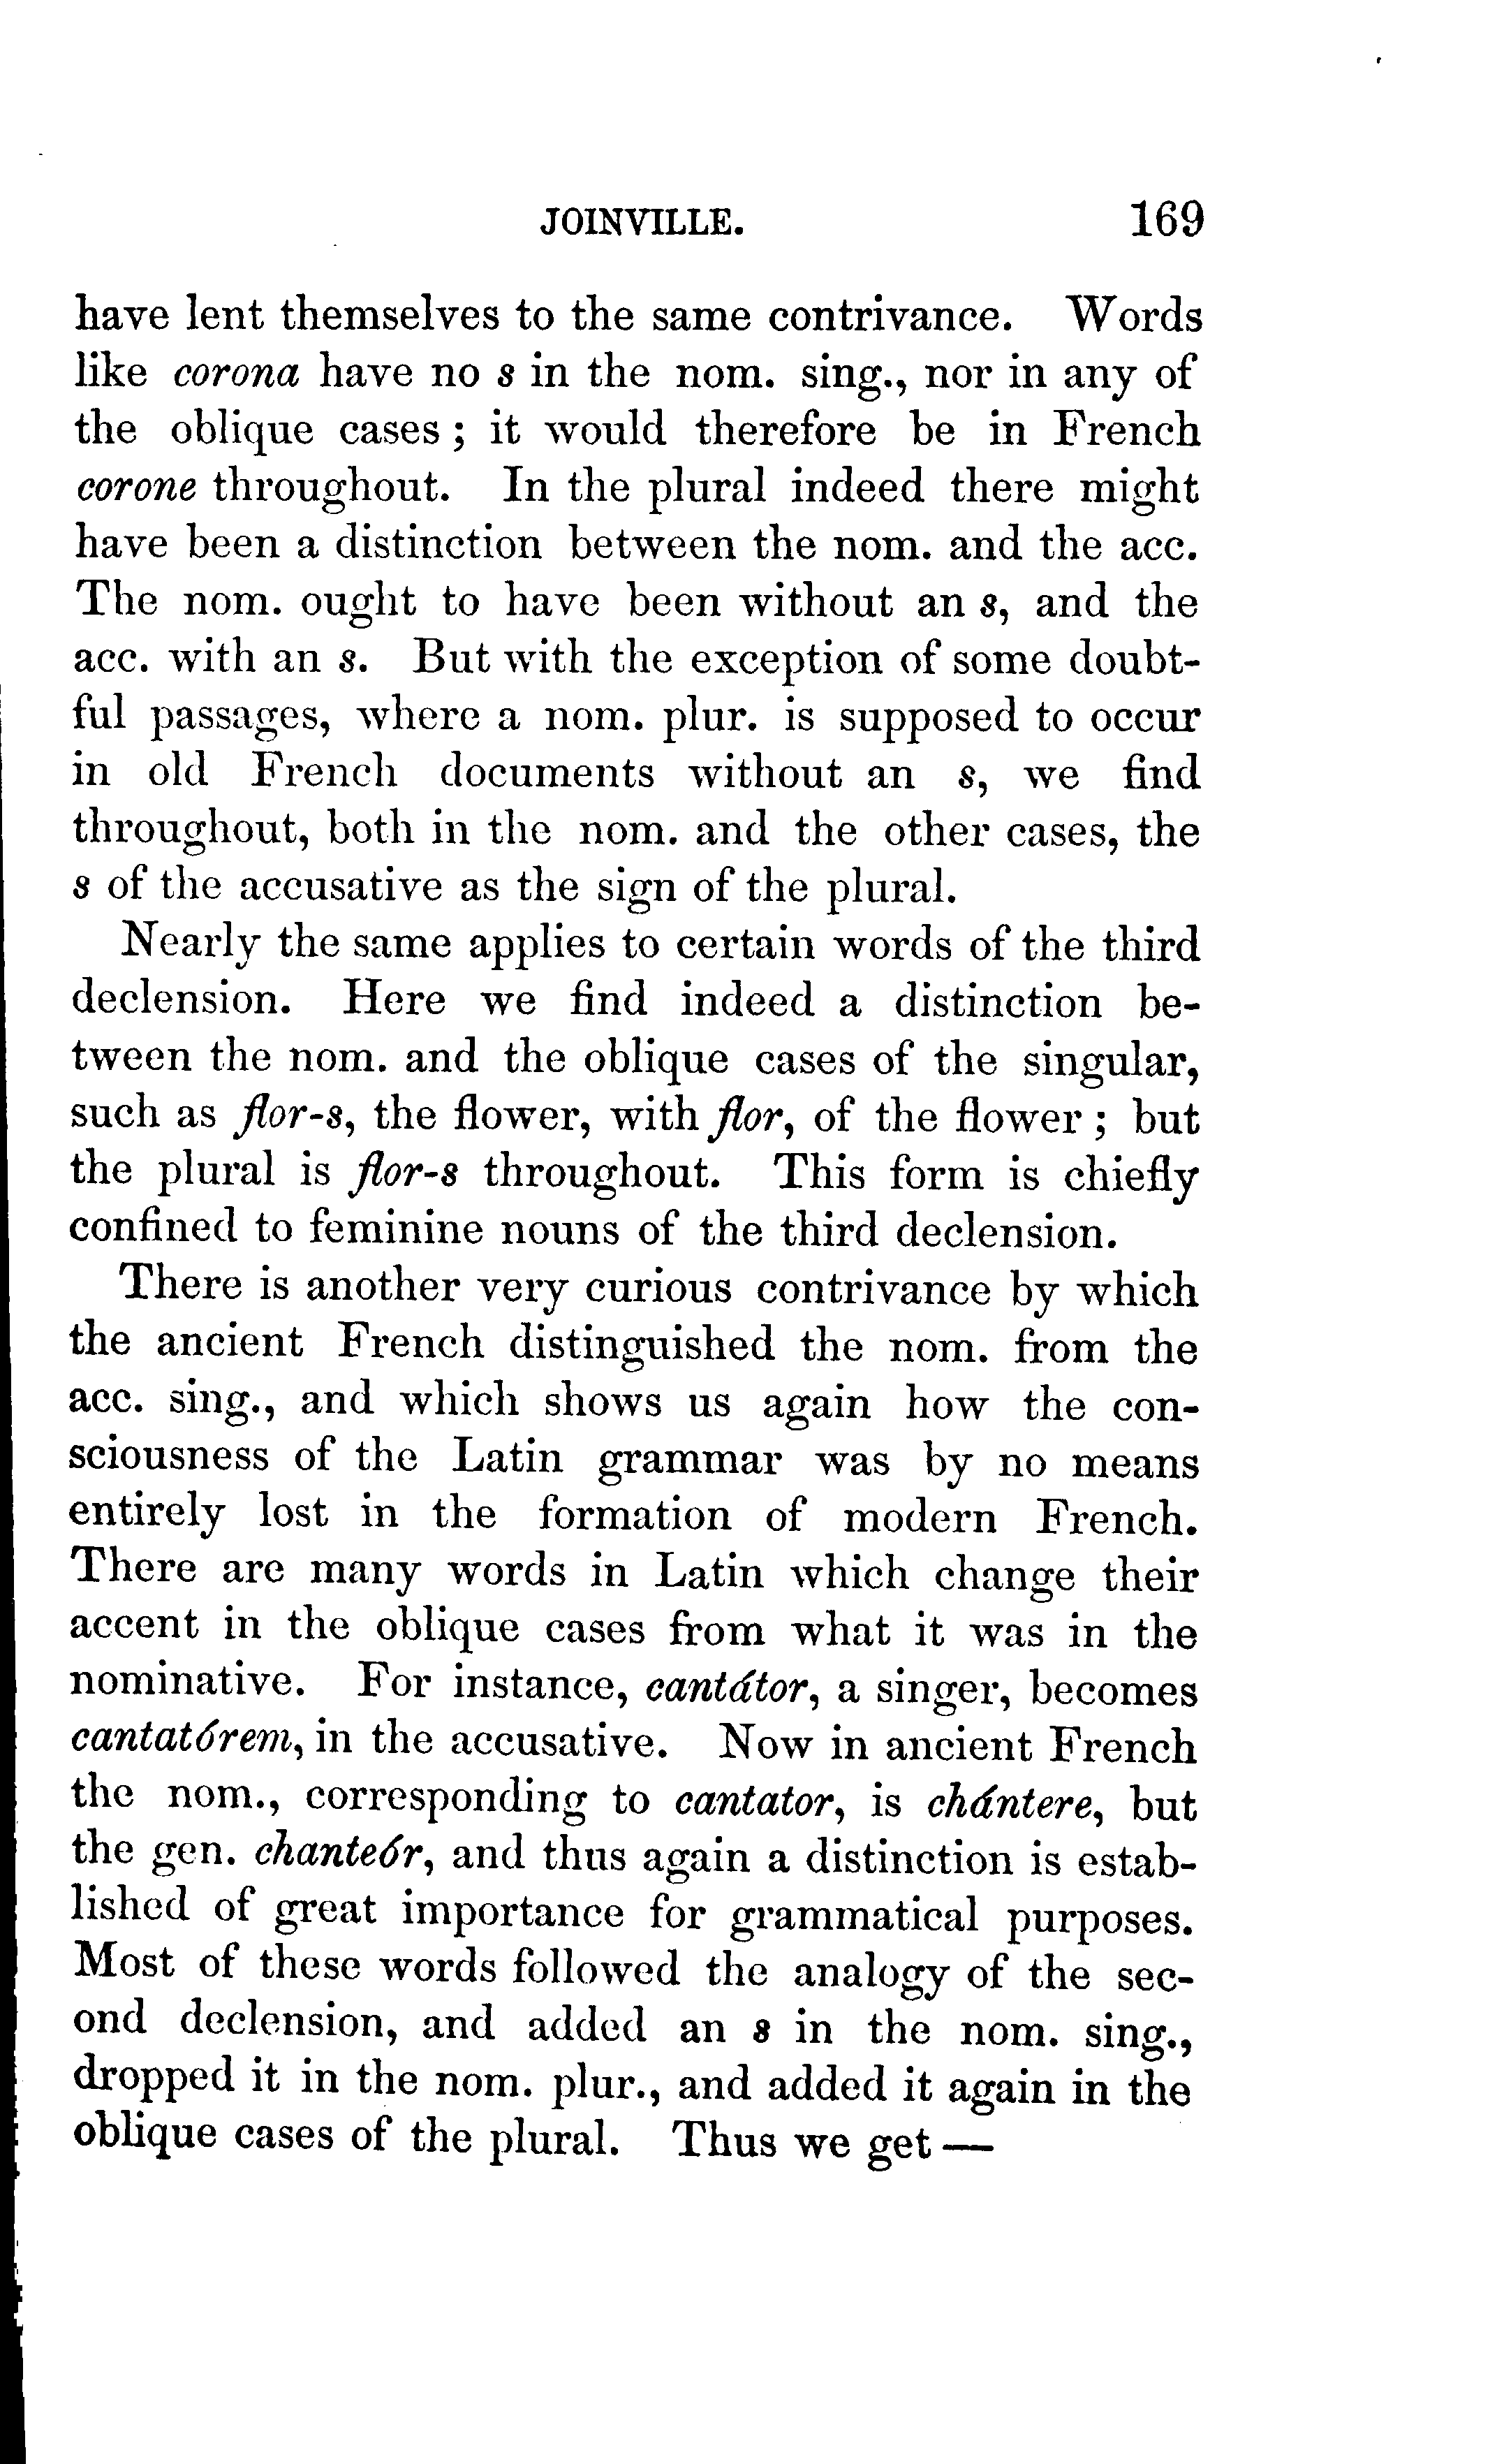 JOINVILLE. 169
have lent themselves to the same contrivance. Words
like corona have no s in the nom. sing., nor in any of
the oblique cases ; it would therefore be in French
corone throughout. In the plural indeed there might
have been a distinction between the nom. and the acc.
The nom. ought to have been without an s, and the
acc. with an s. But with the exception of some doubt-
ful passages, where a nom. plur. is supposed to occur
in old French documents without an s, we find
throughout, both in the nom. and the other cases, the
s of the accusative as the sign of the plural.
Nearly the same applies to certain words of the third
declension. Here we find indeed a distinction be-
tween the nom. and the oblique cases of the singular,
such as flor-s, the flower, with flor, of the flower ; but
the plural is flor-s throughout. This form is chiefly
confined to feminine nouns of the third declension.
There is another very curious contrivance by which
the ancient French distinguished the nom. from the
acc. sing., and which shows us again how the con-
sciousness of the Latin grammar was by no means
entirely lost in the formation of modern French.
There are many words in Latin which change their
accent in the oblique cases from what it was in the
nominative. For instance, cantátor, a singer, becomes
cantatórem, in the accusative. Now in ancient French
the nom., corresponding to cantator, is chántere, but
the gen. chanteór, and thus again a distinction is estab-
lished of great importance for grammatical purposes.
Most of these words followed the analogy of the sec-
ond declension, and added an s in the nom. sing.,
dropped it in the nom. plur., and added it again in the
oblique cases of the plural. Thus we get —